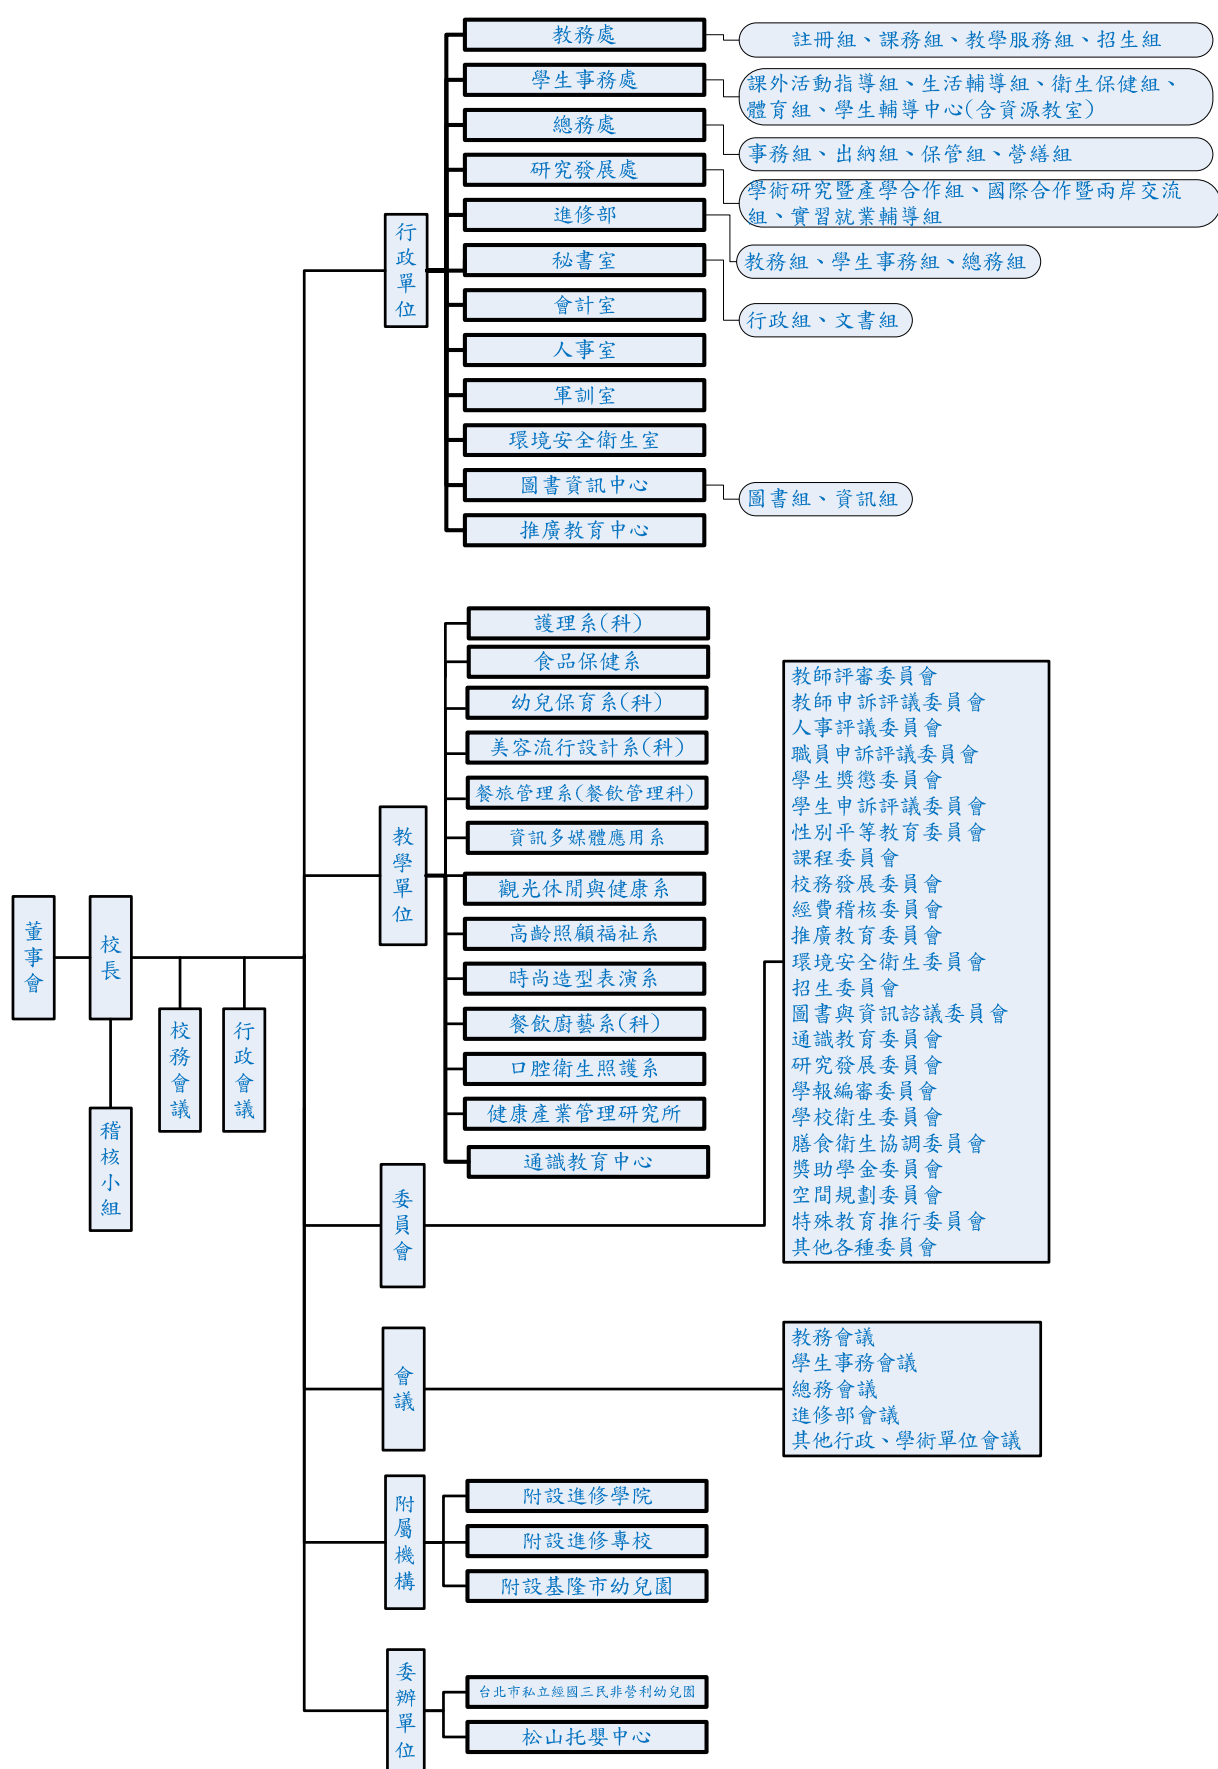 董事會
校長
稽核小組
校務會議
行政會議
行政單位
教務處
註冊組、課務組、教學服務組、招生組
學生事務處
課外活動指導組、生活輔導組、衛生保健組、
體育組、學生輔導中心(含資源教室)
總務處
事務組、出納組、保管組、營繕組
研究發展處
學術研究暨產學合作組、國際合作暨兩岸交流
組、實習就業輔導組
進修部
教務組、學生事務組、總務組
秘書室
行政組、文書組
會計室
人事室
軍訓室
環境安全衛生室
圖書資訊中心
圖書組、資訊組
推廣教育中心
教學單位
護理系(科)
食品保健系
幼兒保育系(科)
美容流行設計系(科)
餐旅管理系(餐飲管理科)
資訊多媒體應用系
觀光休閒與健康系
高齡照顧福祉系
時尚造型表演系
餐飲廚藝系(科)
口腔衛生照護系
健康產業管理研究所
通識教育中心
委員會
教師評審委員會
教師申訴評議委員會
人事評議委員會
職員申訴評議委員會
學生獎懲委員會
學生申訴評議委員會
性別平等教育委員會
課程委員會
校務發展委員會
經費稽核委員會
推廣教育委員會
環境安全衛生委員會
招生委員會
圖書與資訊諮議委員會
通識教育委員會
研究發展委員會
學報編審委員會
學校衛生委員會
膳食衛生協調委員會
獎助學金委員會
空間規劃委員會
特殊教育推行委員會
其他各種委員會
會議
教務會議
學生事務會議
總務會議
進修部會議
其他行政、學術單位會議
附屬機構
附設進修學院
附設進修專校
附設基隆市幼兒園
委辦單位
台北市私立經國三民非營利幼兒園
松山托嬰中心